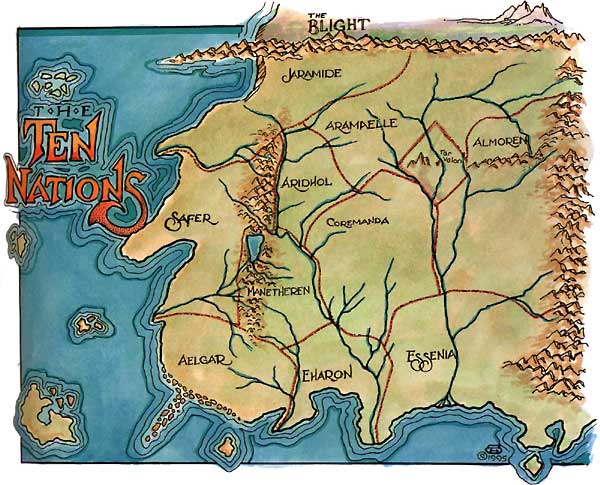 THE
BLIGHT
THE
TEN
NATIONS
JARAMIDE
ARAMAELLE
ALMOREN
Tar
Valon
ARIDHOL
SAFER
COREMANDA
MANETHEREN
AELGAR
EHARON
ESSENIA
©1995